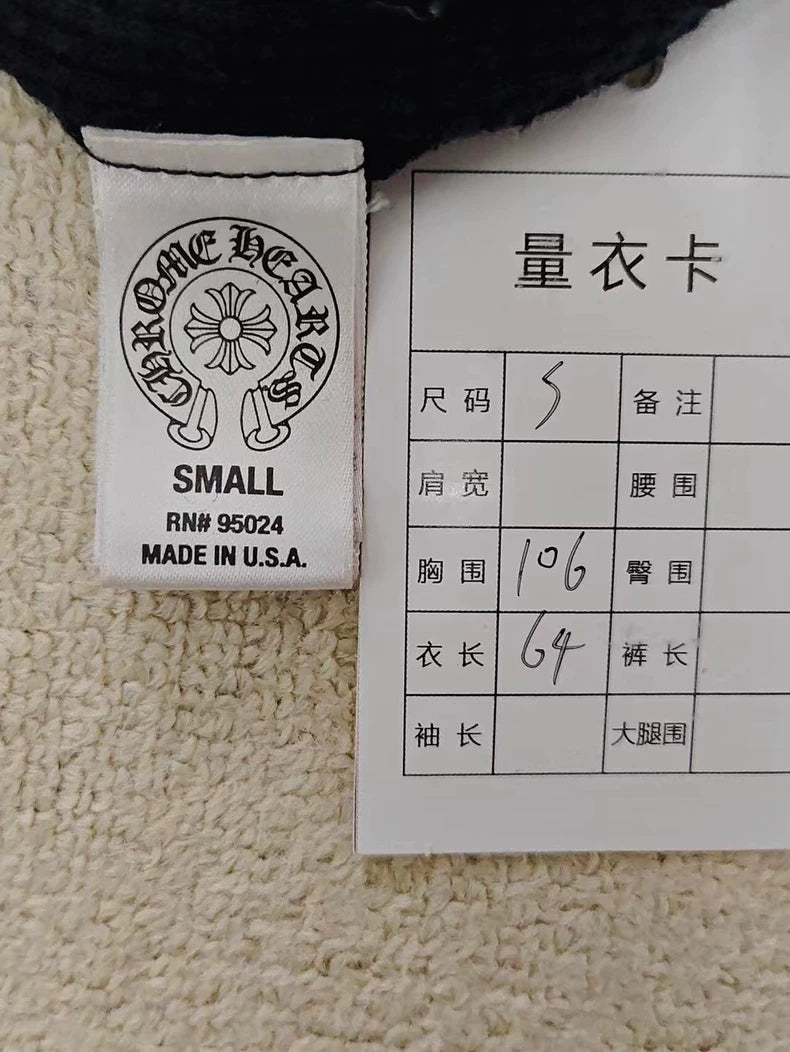 CHROME HEARTS
SMALL
RN# 95024
MADE IN U.S.A.
量衣卡
尺码 S 备注
肩宽 腰围
胸围 106 臀围
衣长 64 裤长
袖长 大腿围